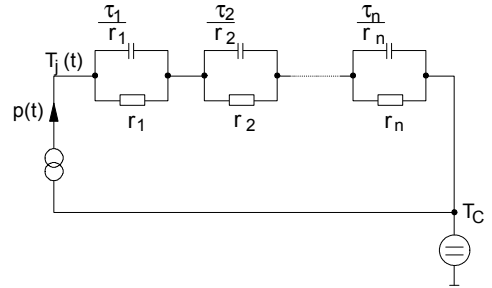 τ1 τ2 τn
r1 r2 rn
Tj (t)
p(t)
r1 r2 rn
TC